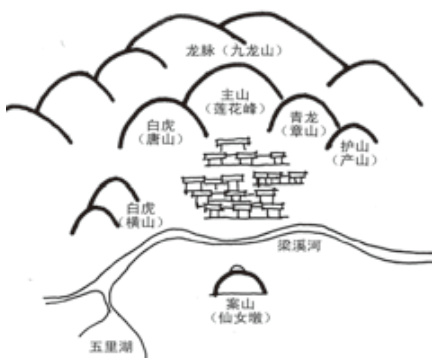 龙脉（九龙山）
主山
（莲花峰）
白虎
（唐山）
青龙
（章山）
护山
（产山）
白虎
（横山）
梁溪河
案山
（仙女墩）
五里湖